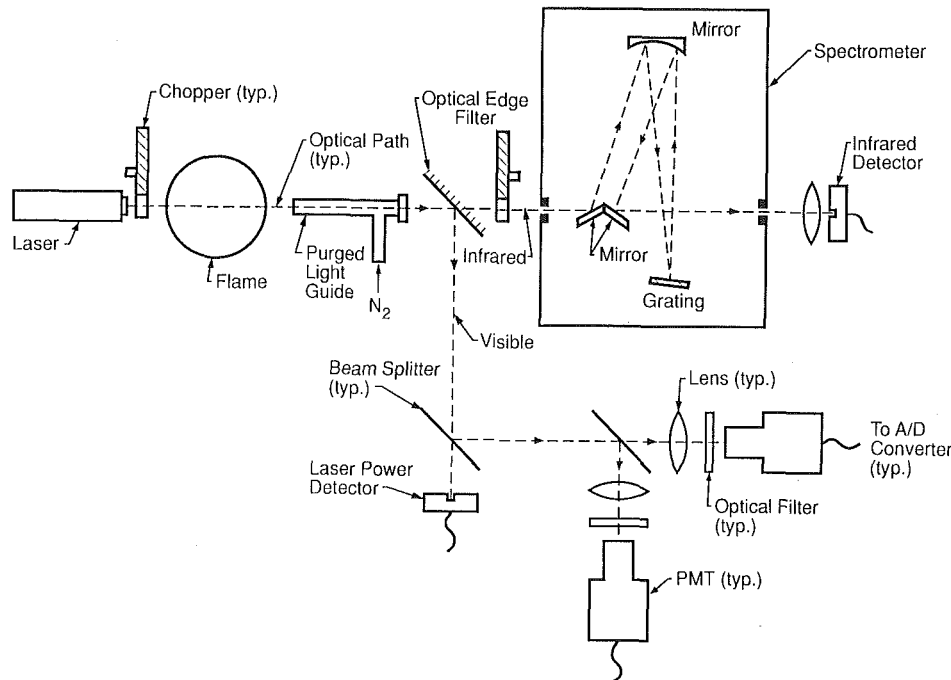 Mirror
Spectrometer
Chopper (typ.)
Optical Edge
Filter
Optical Path
(typ.)
Infrared
Detector
Laser
Flame
Purged
Light
Guide
N2
Infrared
Mirror
Grating
Visible
Beam Splitter
(typ.)
Lens (typ.)
To A/D
Converter
(typ.)
Laser Power
Detector
Optical Filter
(typ.)
PMT (typ.)